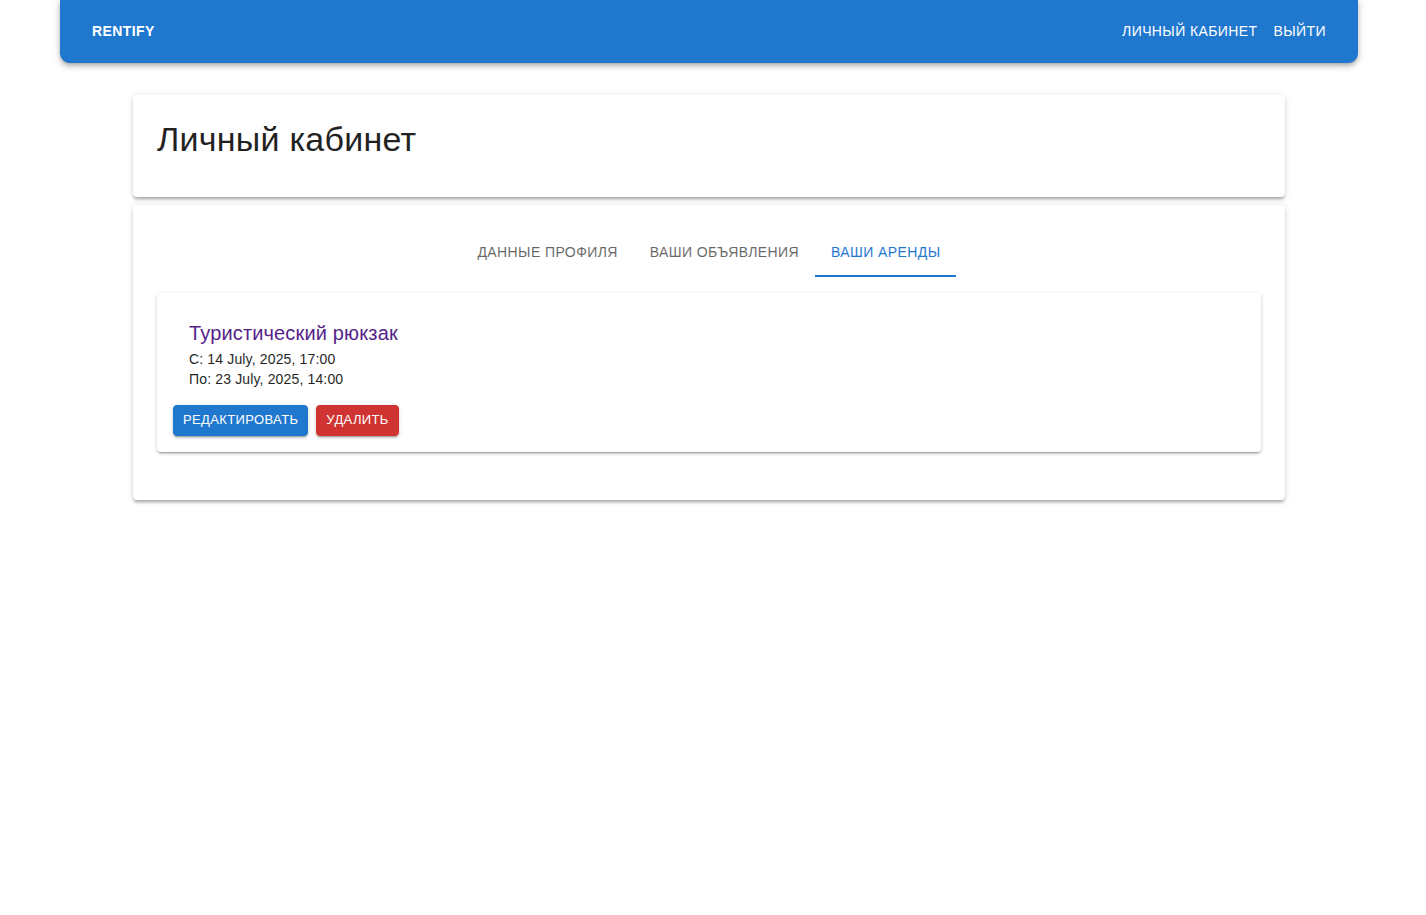 RENTIFY
ЛИЧНЫЙ КАБИНЕТ ВЫЙТИ
Личный кабинет
ДАННЫЕ ПРОФИЛЯ ВАШИ ОБЪЯВЛЕНИЯ ВАШИ АРЕНДЫ
Туристический рюкзак
С: 14 July, 2025, 17:00
По: 23 July, 2025, 14:00
РЕДАКТИРОВАТЬ УДАЛИТЬ